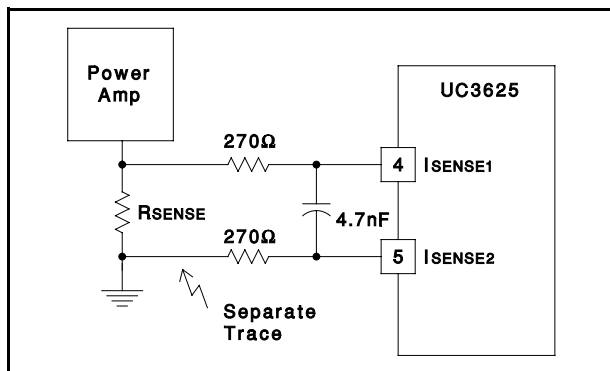 Power
Amp
UC3625
270Ω
4 ISENSE1
RSENSE
4.7nF
270Ω
5 ISENSE2
Separate
Trace